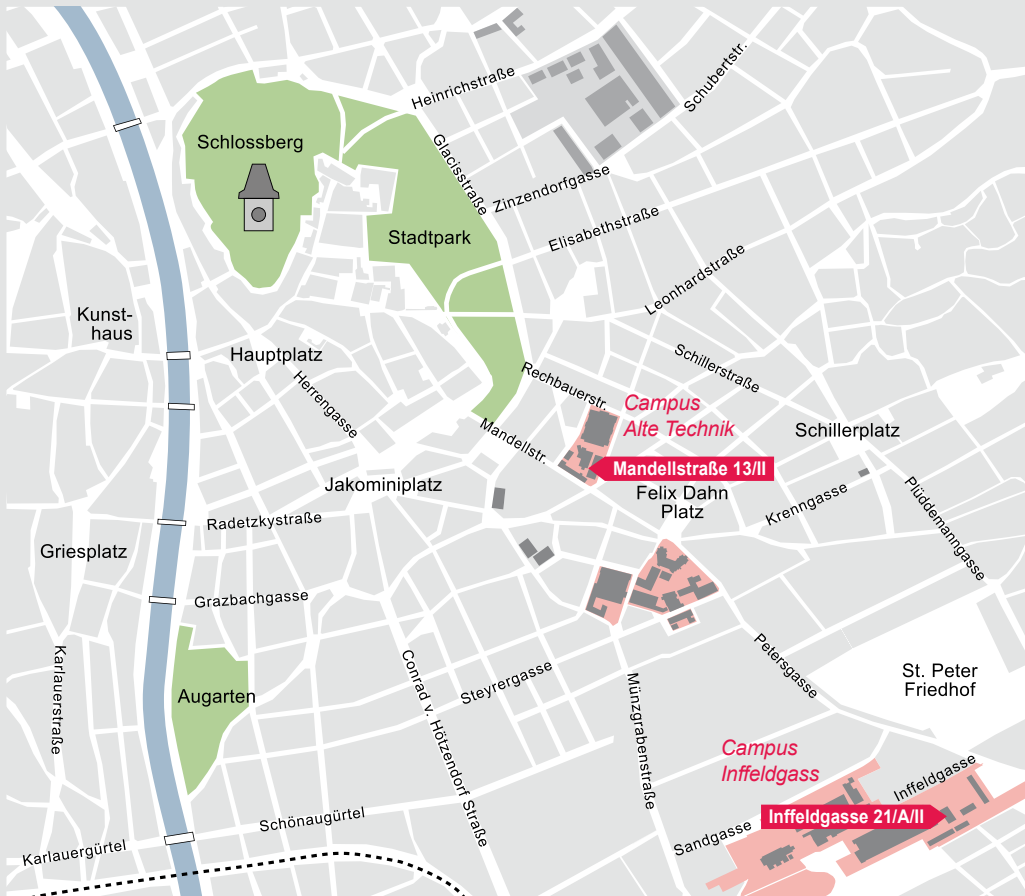 Heinrichstraße
Schubertstr.
Schlossberg
Glacisstraße
Zinzendorfgasse
Stadtpark
Elisabethstraße
Leonhardstraße
Kunst-
haus
Hauptplatz
Herrengasse
Rechbauerstr.
Schillerstraße
Campus
Alte Technik
Mandellstr.
Schillerplatz
Mandellstraße 13/II
Jakominiplatz
Felix Dahn
Platz
Krenngasse
Plüddemanngasse
Radetzkystraße
Griesplatz
Grazbachgasse
Karlauerstraße
Augarten
Conrad v. Hötzendorf Straße
Steyrergasse
Münzgrabenstraße
Petersgasse
St. Peter
Friedhof
Campus
Inffeldgass
Inffeldgasse
Inffeldgasse 21/A/II
Sandgasse
Schönaugürtel
Karlauergürtel